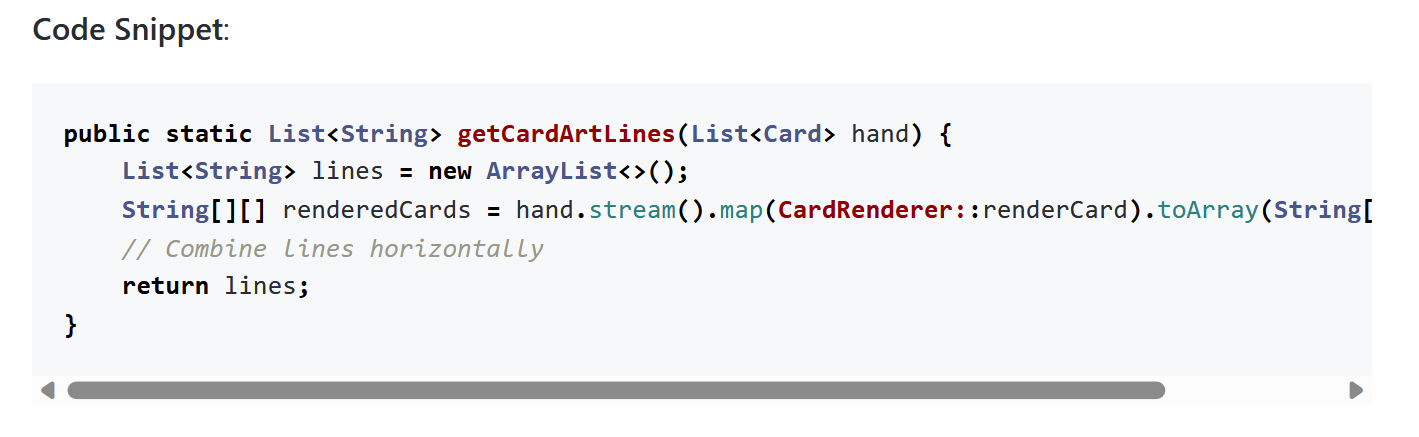 Code Snippet:
public static List<String> getCardArtLines(List<Card> hand) {
    List<String> lines = new ArrayList<>();
    String[][] renderedCards = hand.stream().map(CardRenderer::renderCard).toArray(String[
    // Combine lines horizontally
    return lines;
}